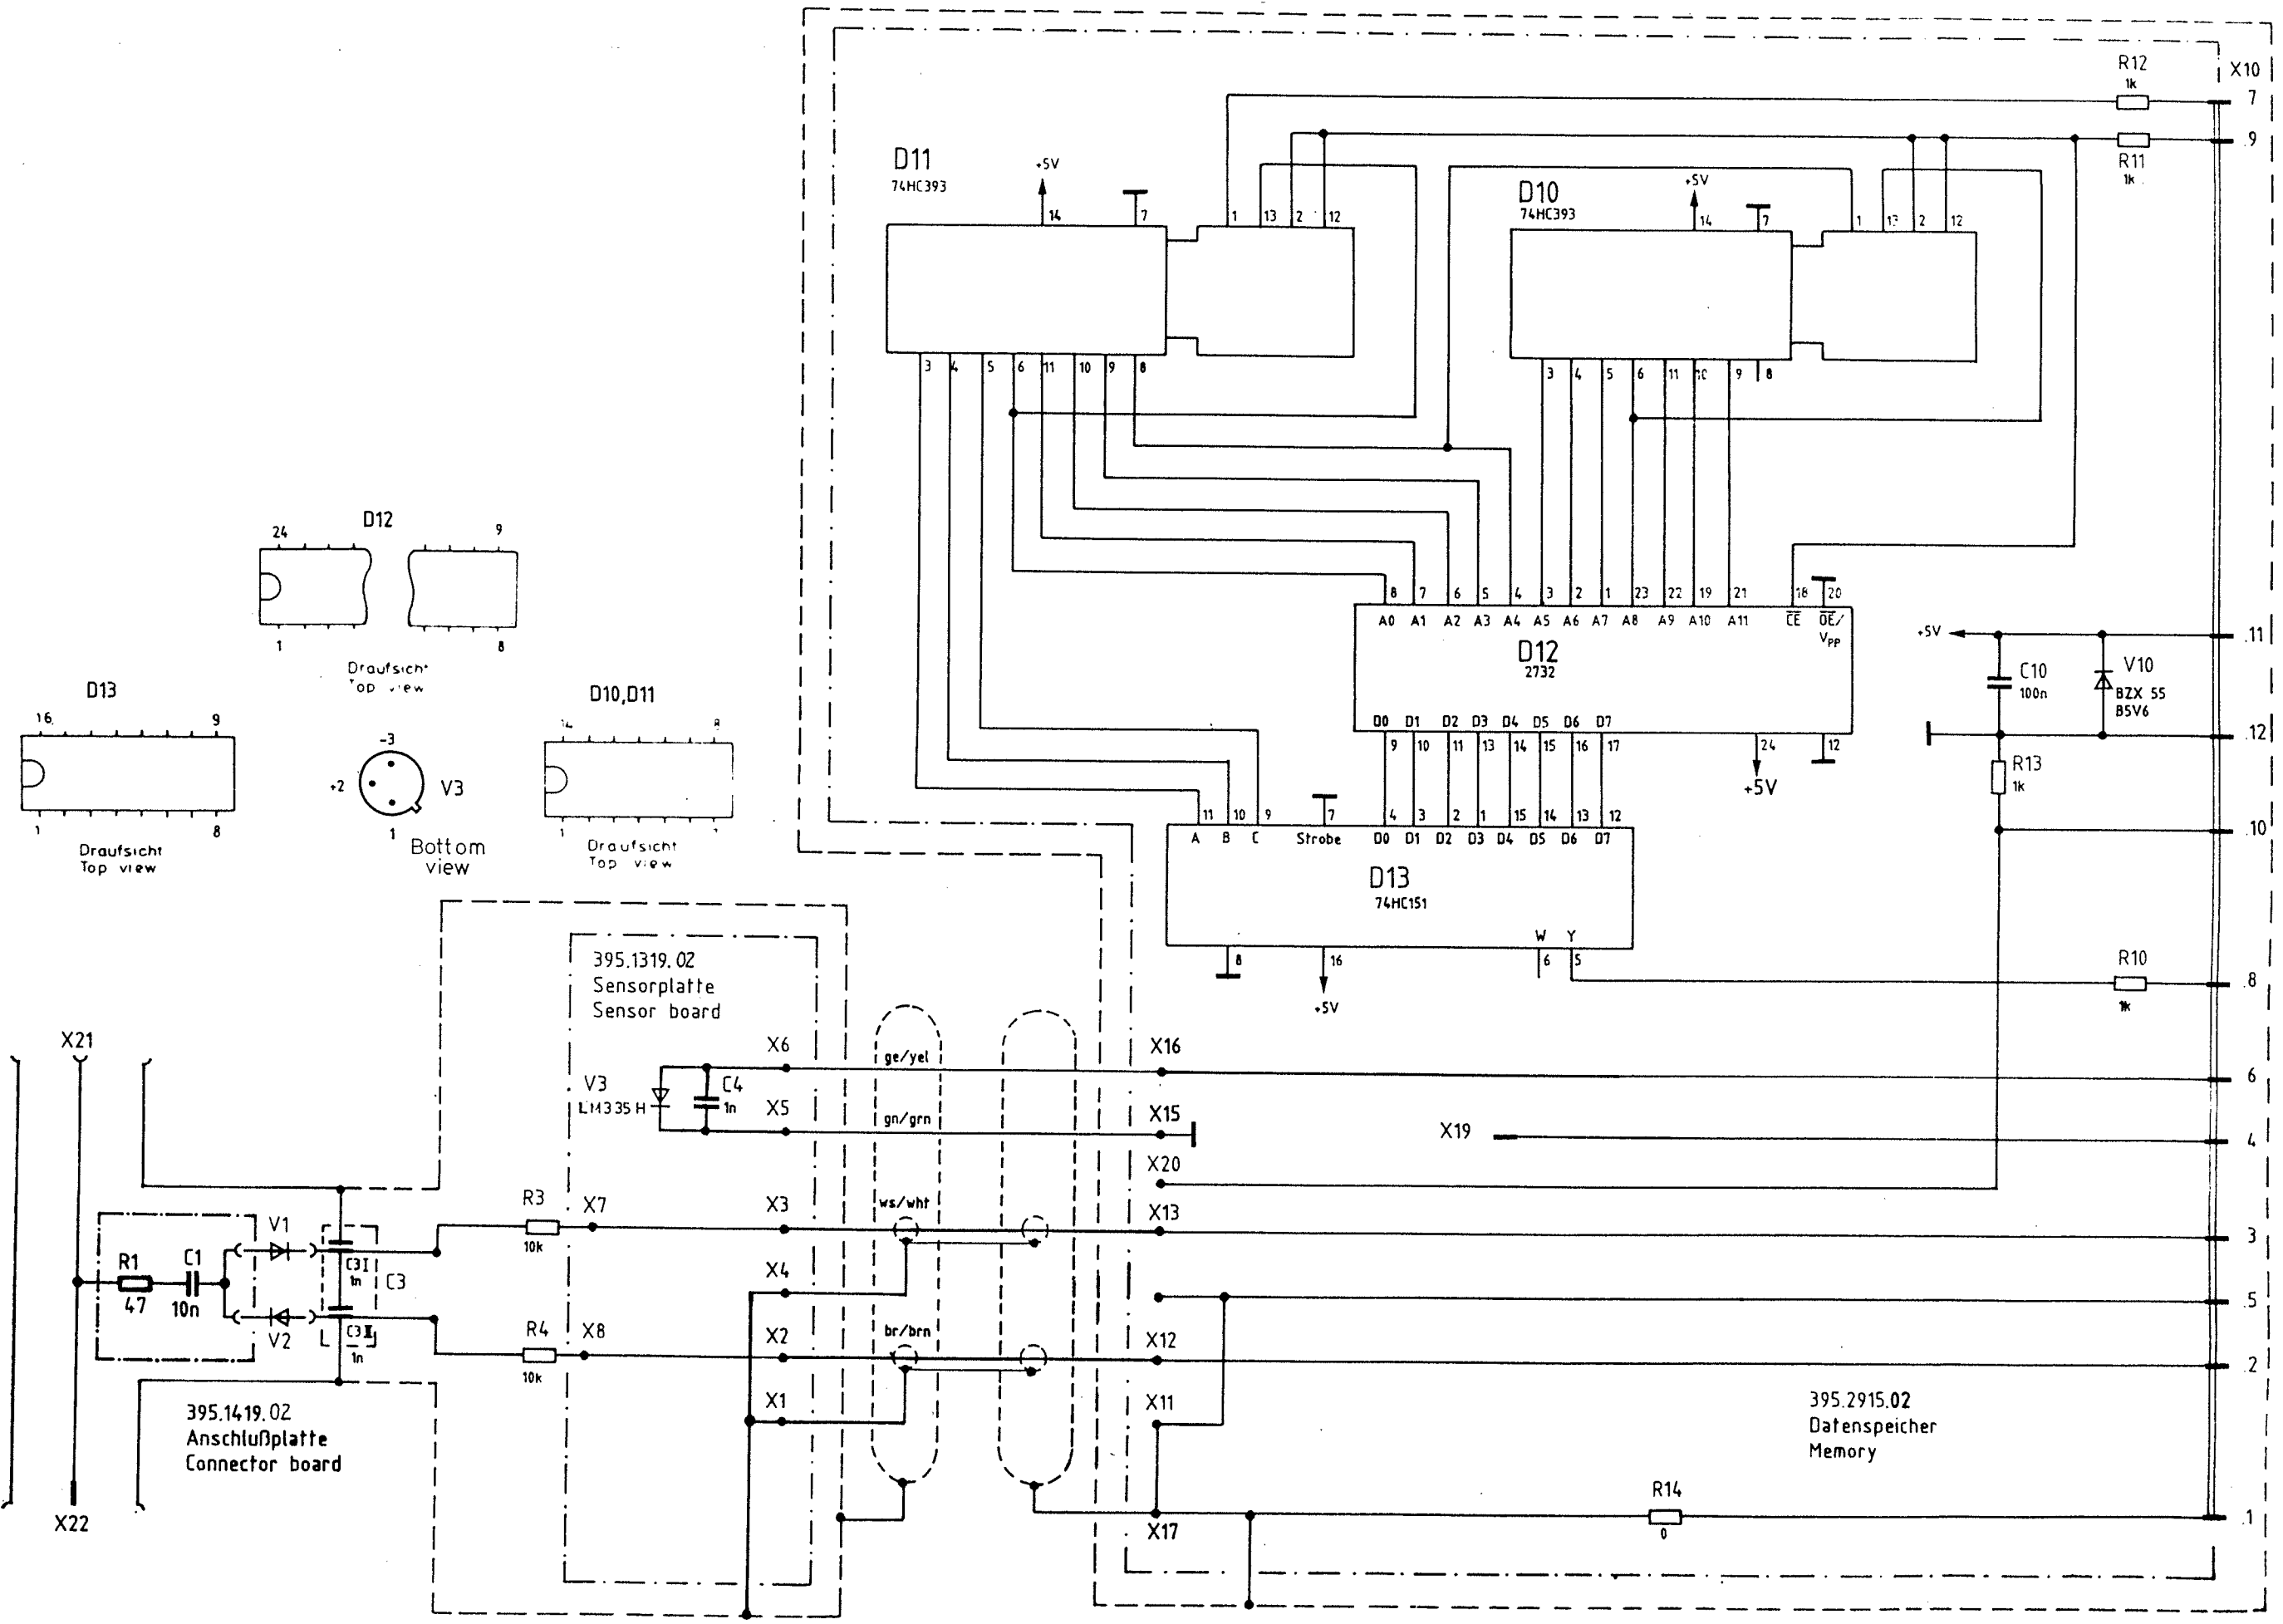 R12
1k
X10
7
.9
R11
1k
D11
74HC393
+5V
14
7
1
13
2
12
D10
74HC393
+5V
14
7
1
13
2
12
3
4
5
6
11
10
9
8
3
4
5
6
11
10
9
8
D12
24
9
1
8
Draufsicht
Top view
8
7
6
5
4
3
2
1
23
22
19
21
18
20
A0
A1
A2
A3
A4
A5
A6
A7
A8
A9
A10
A11
CE
OE/
VPP
D12
2732
D0
D1
D2
D3
D4
D5
D6
D7
9
10
11
13
14
15
16
17
24
12
+5V
+5V
.11
C10
100n
V10
BZX 55
B5V6
.12
R13
1k
.10
D13
16
9
1
8
Draufsicht
Top view
-3
+2
V3
1
Bottom
view
D10,D11
14
8
1
Draufsicht
Top view
11
10
9
7
4
3
2
1
15
14
13
12
A
B
C
Strobe
D0
D1
D2
D3
D4
D5
D6
D7
D13
74HC151
W
Y
8
16
6
5
+5V
R10
1k
.8
395.1319.02
Sensorplatte
Sensor board
X21
X6
ge/yel
X16
6
V3
LM335H
C4
1n
X5
gn/grn
X15
X19
4
X20
R3
10k
X7
X3
ws/wht
X13
3
V1
R1
47
C1
10n
C3I
1n
C3
X4
.5
V2
C3II
1n
R4
10k
X8
X2
br/brn
X12
.2
X1
X11
395.1419.02
Anschlußplatte
Connector board
395.2915.02
Datenspeicher
Memory
X22
X17
R14
0
.1